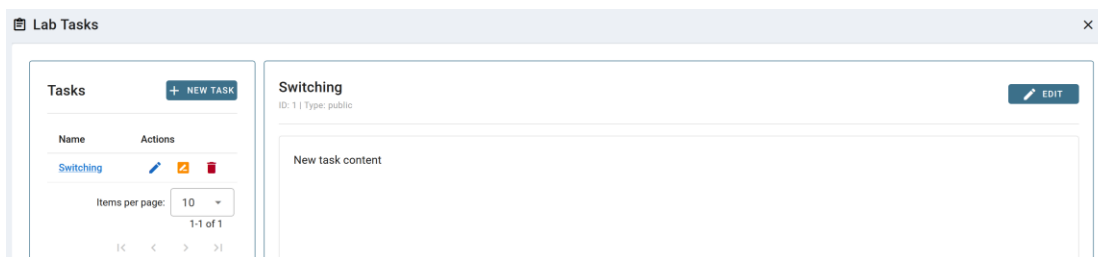 Lab Tasks
Tasks
NEW TASK
Name Actions
Switching
Items per page: 10
1-1 of 1
Switching
ID: 1 | Type: public
EDIT
New task content